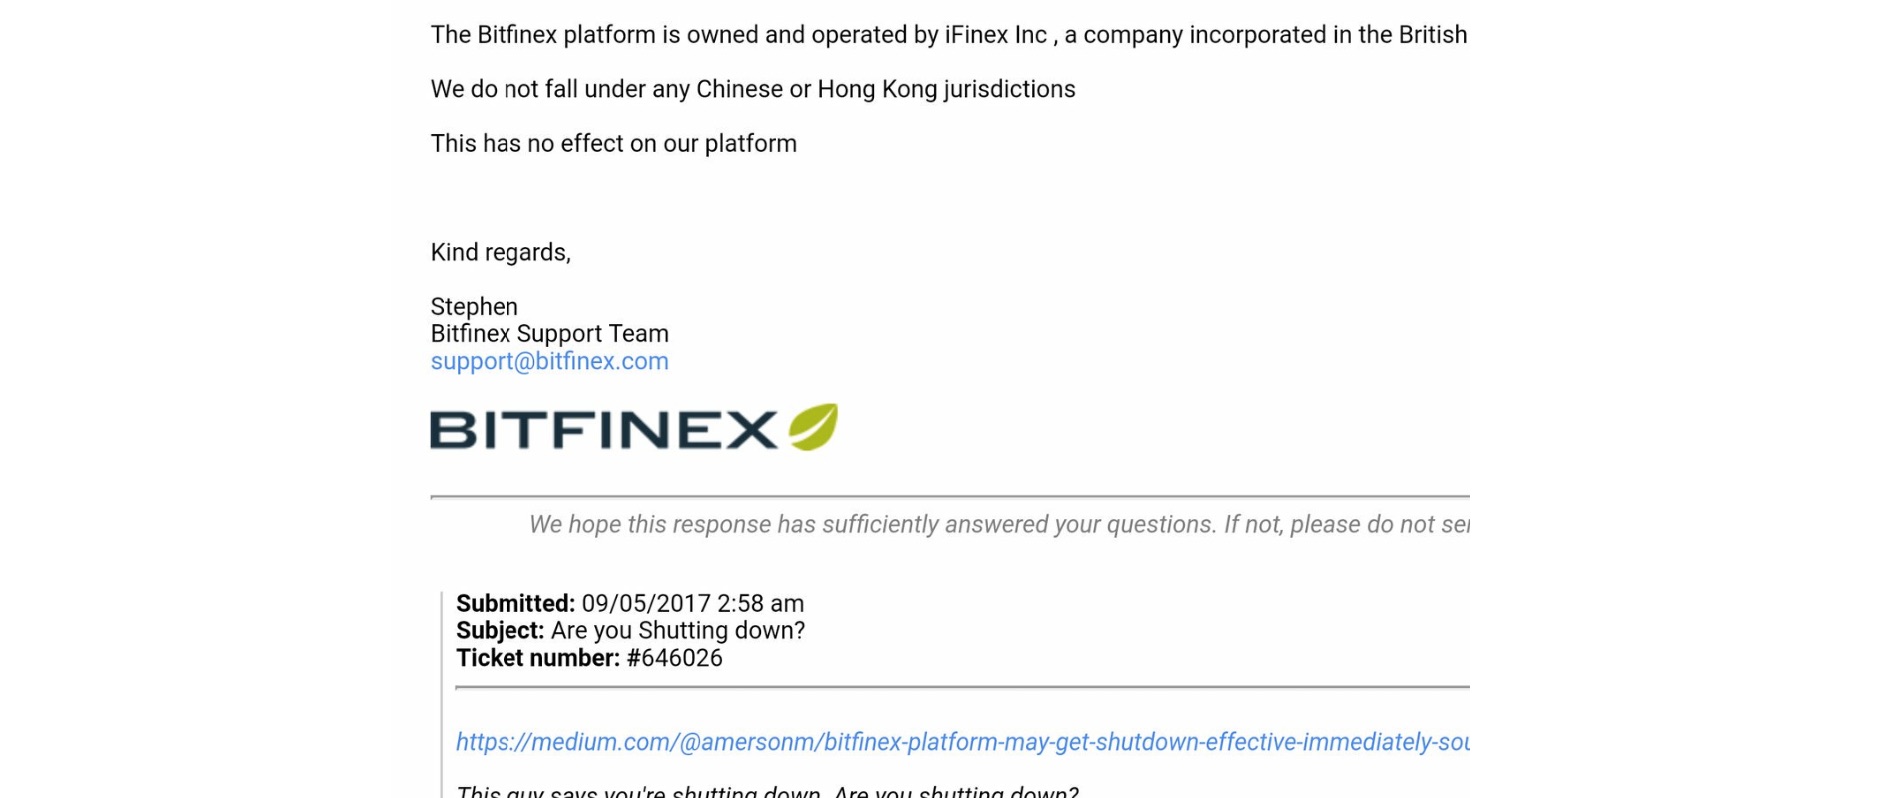 The Bitfinex platform is owned and operated by iFinex Inc , a company incorporated in the British
We do not fall under any Chinese or Hong Kong jurisdictions
This has no effect on our platform
Kind regards,
Stephen
Bitfinex Support Team
support@bitfinex.com
BITFINEX
We hope this response has sufficiently answered your questions. If not, please do not
Submitted: 09/05/2017 2:58 am
Subject: Are you Shutting down?
Ticket number: #646026
https://medium.com/@amersonm/bitfinex-platform-may-get-shutdown-effective-immediately-sou
This guy says you're shutting down. Are you shutting down?